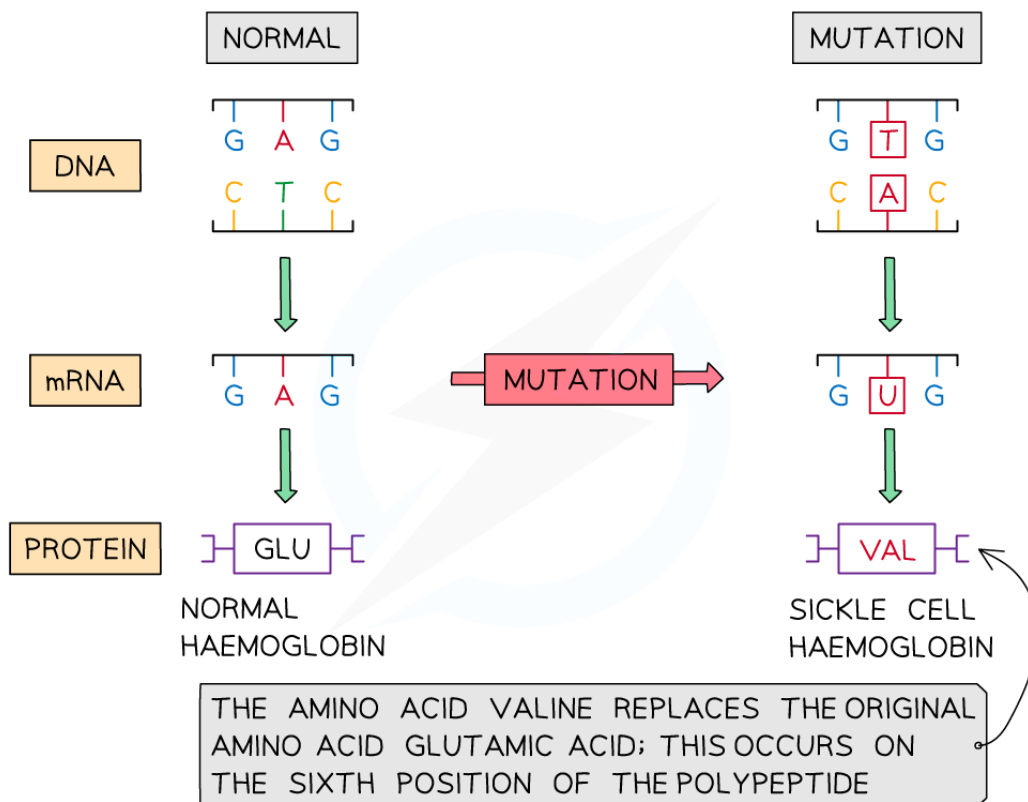 NORMAL MUTATION
DNA
G A G G T G
C T C C A C
mRNA
G A G MUTATION G U G
PROTEIN
GLU VAL
NORMAL
HAEMOGLOBIN
SICKLE CELL
HAEMOGLOBIN
THE AMINO ACID VALINE REPLACES THE ORIGINAL
AMINO ACID GLUTAMIC ACID; THIS OCCURS ON
THE SIXTH POSITION OF THE POLYPEPTIDE